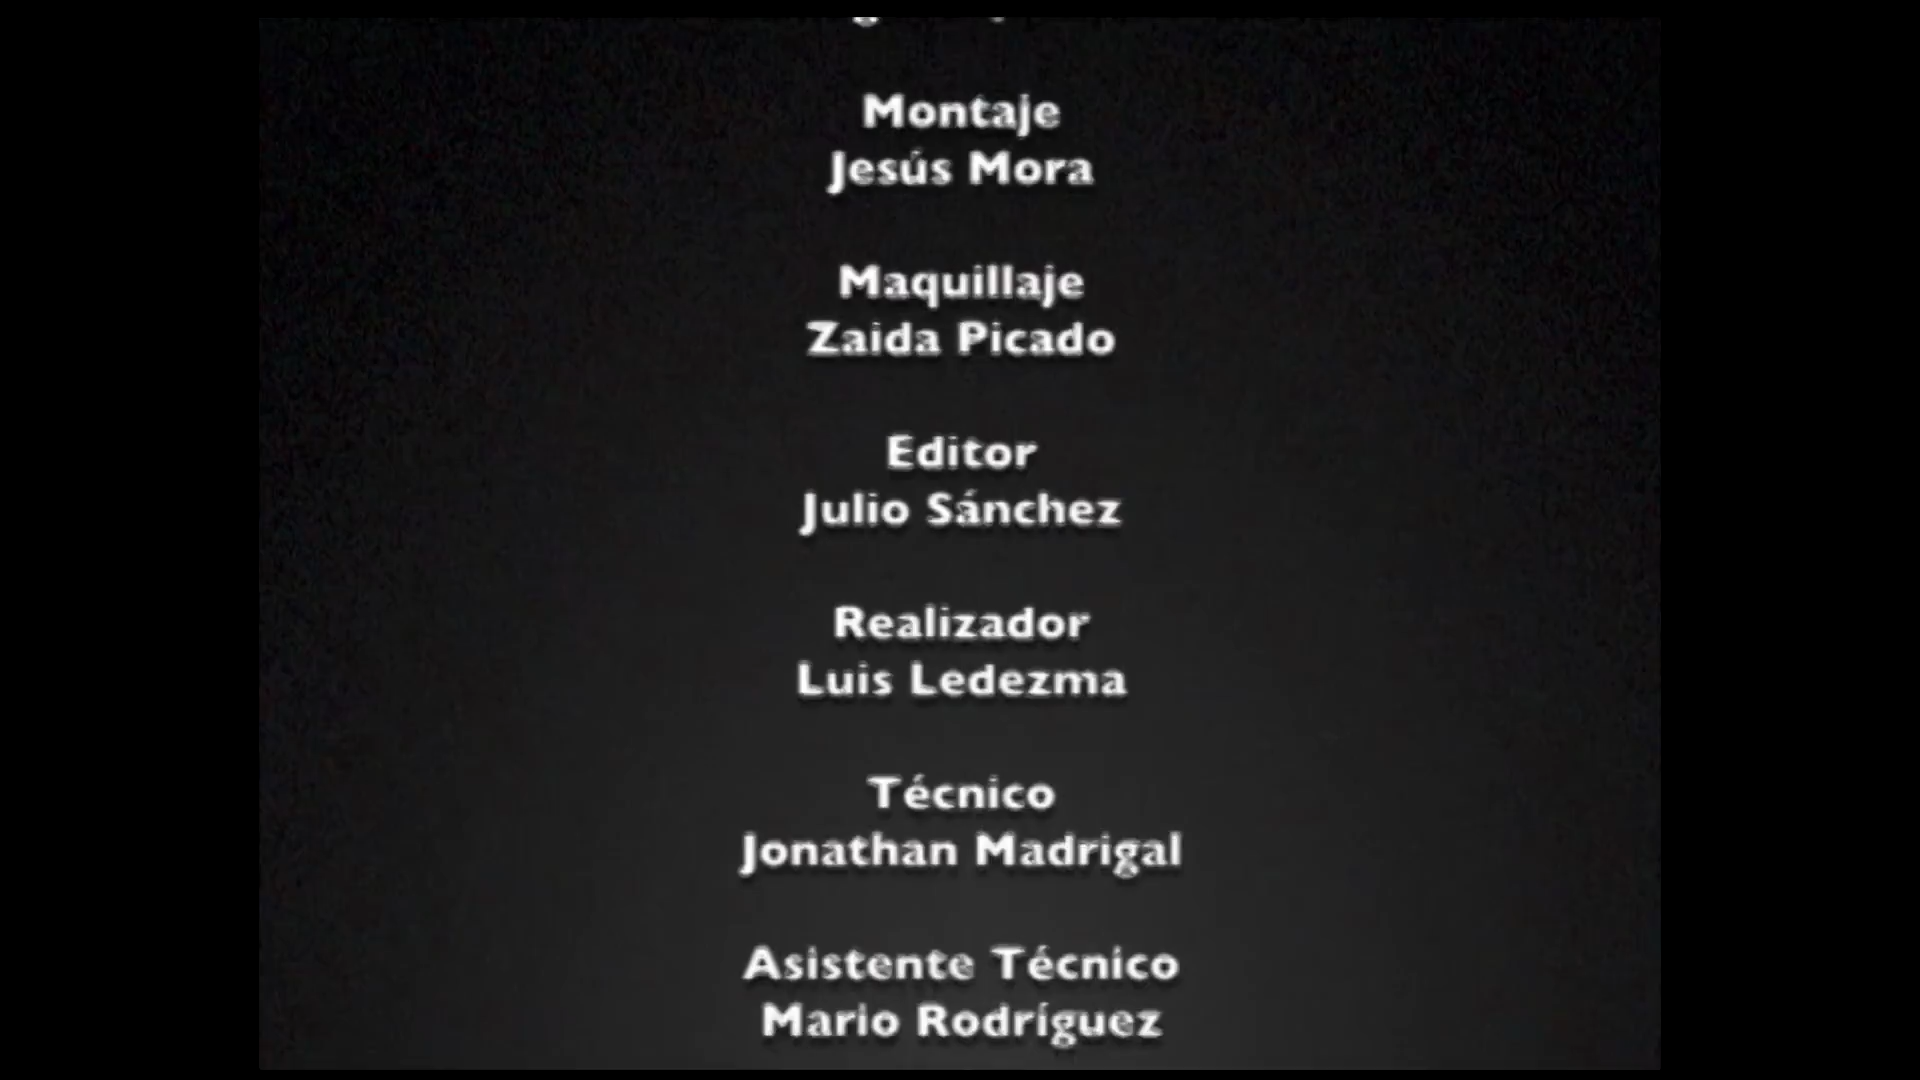 Montaje
Jesús Mora
Maquillaje
Zaida Picado
Editor
Julio Sánchez
Realizador
Luis Ledezma
Técnico
Jonathan Madrigal
Asistente Técnico
Mario Rodríguez